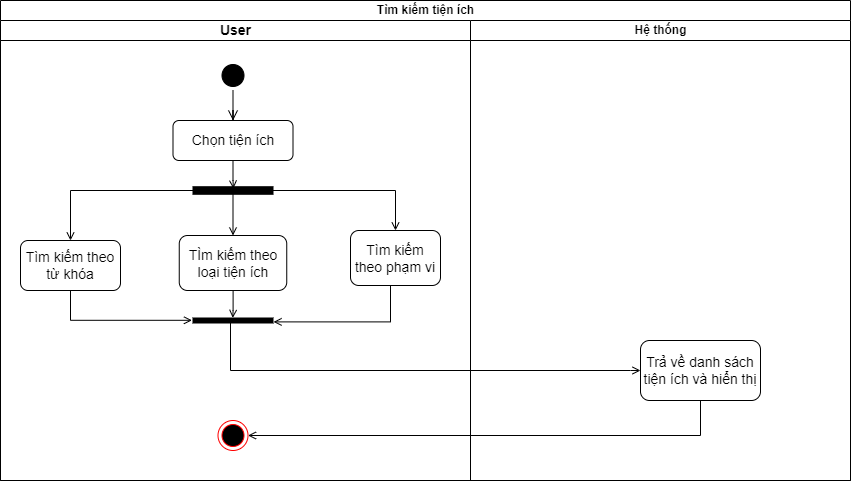 Tìm kiếm tiện ích
User
Hệ thống
Chọn tiện ích
Tìm kiếm theo
từ khóa
TÌm kiếm theo
loại tiện ích
Tìm kiếm
theo phạm vi
Trả về danh sách
tiện ích và hiển thị